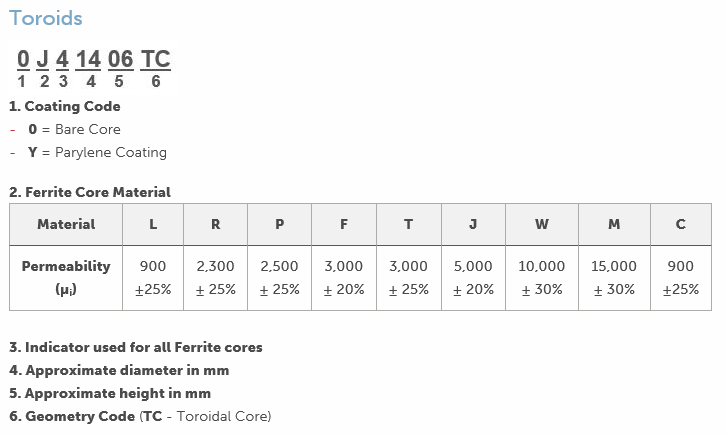 Toroids
0 J 4 14 06 TC
1 2 3 4 5 6
1. Coating Code
- 0 = Bare Core
- Y = Parylene Coating
2. Ferrite Core Material
Material L R P F T J W M C
Permeability 900 2,300 2,500 3,000 3,000 5,000 10,000 15,000 900
(μi) ±25% ± 25% ± 25% ± 20% ± 25% ± 20% ± 30% ± 30% ±25%
3. Indicator used for all Ferrite cores
4. Approximate diameter in mm
5. Approximate height in mm
6. Geometry Code (TC - Toroidal Core)